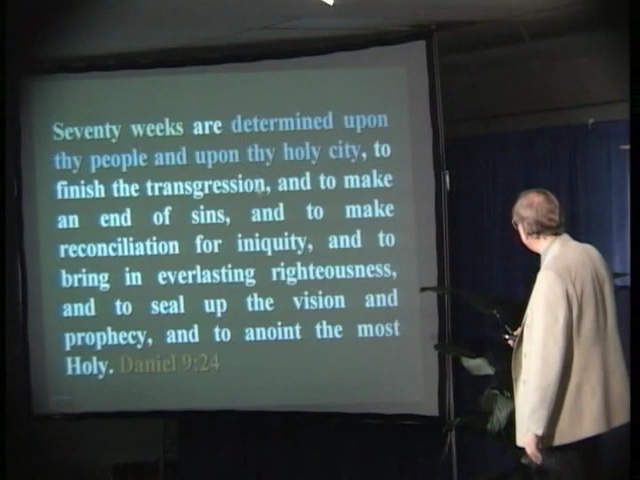 Seventy weeks are determined upon
thy people and upon thy holy city, to
finish the transgression, and to make
an end of sins, and to make
reconciliation for iniquity, and to
bring in everlasting righteousness,
and to seal up the vision and
prophecy, and to anoint the most
Holy. Daniel 9:24